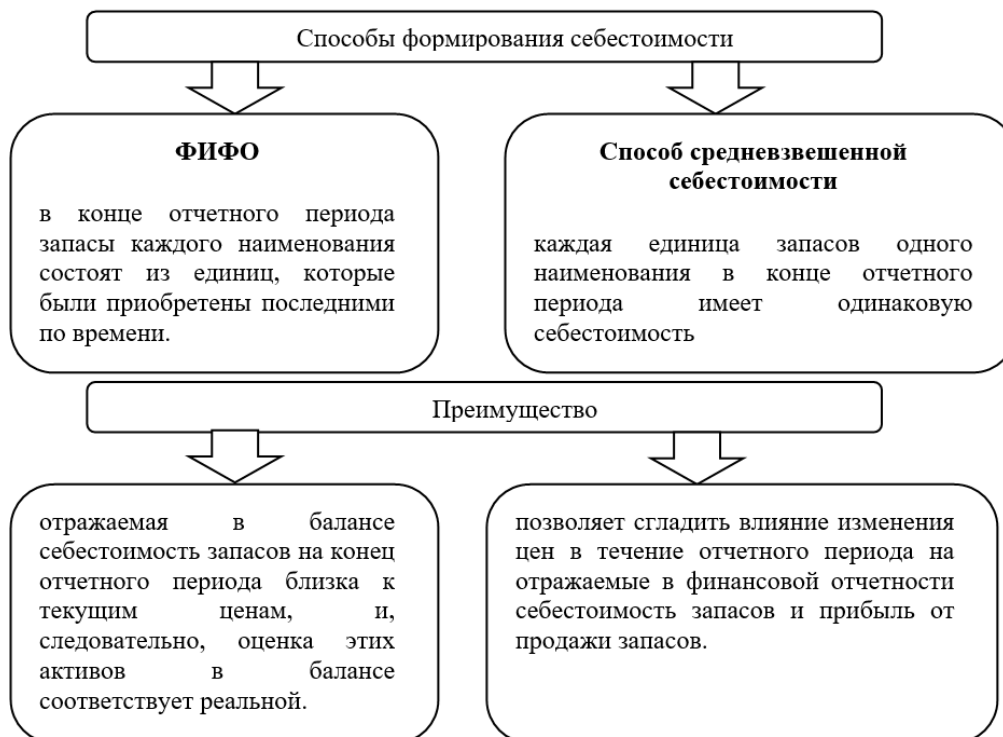 Способы формирования себестоимости
ФИФО
в конце отчетного периода
запасы каждого наименования
состоят из единиц, которые
были приобретены последними
по времени.
Способ средневзвешенной
себестоимости
каждая единица запасов одного
наименования в конце отчетного
периода имеет одинаковую
себестоимость
Преимущество
отражаемая в балансе
себестоимость запасов на конец
отчетного периода близка к
текущим ценам, и,
следовательно, оценка этих
активов в балансе
соответствует реальной.
позволяет сгладить влияние изменения
цен в течение отчетного периода на
отражаемые в финансовой отчетности
себестоимость запасов и прибыль от
продажи запасов.